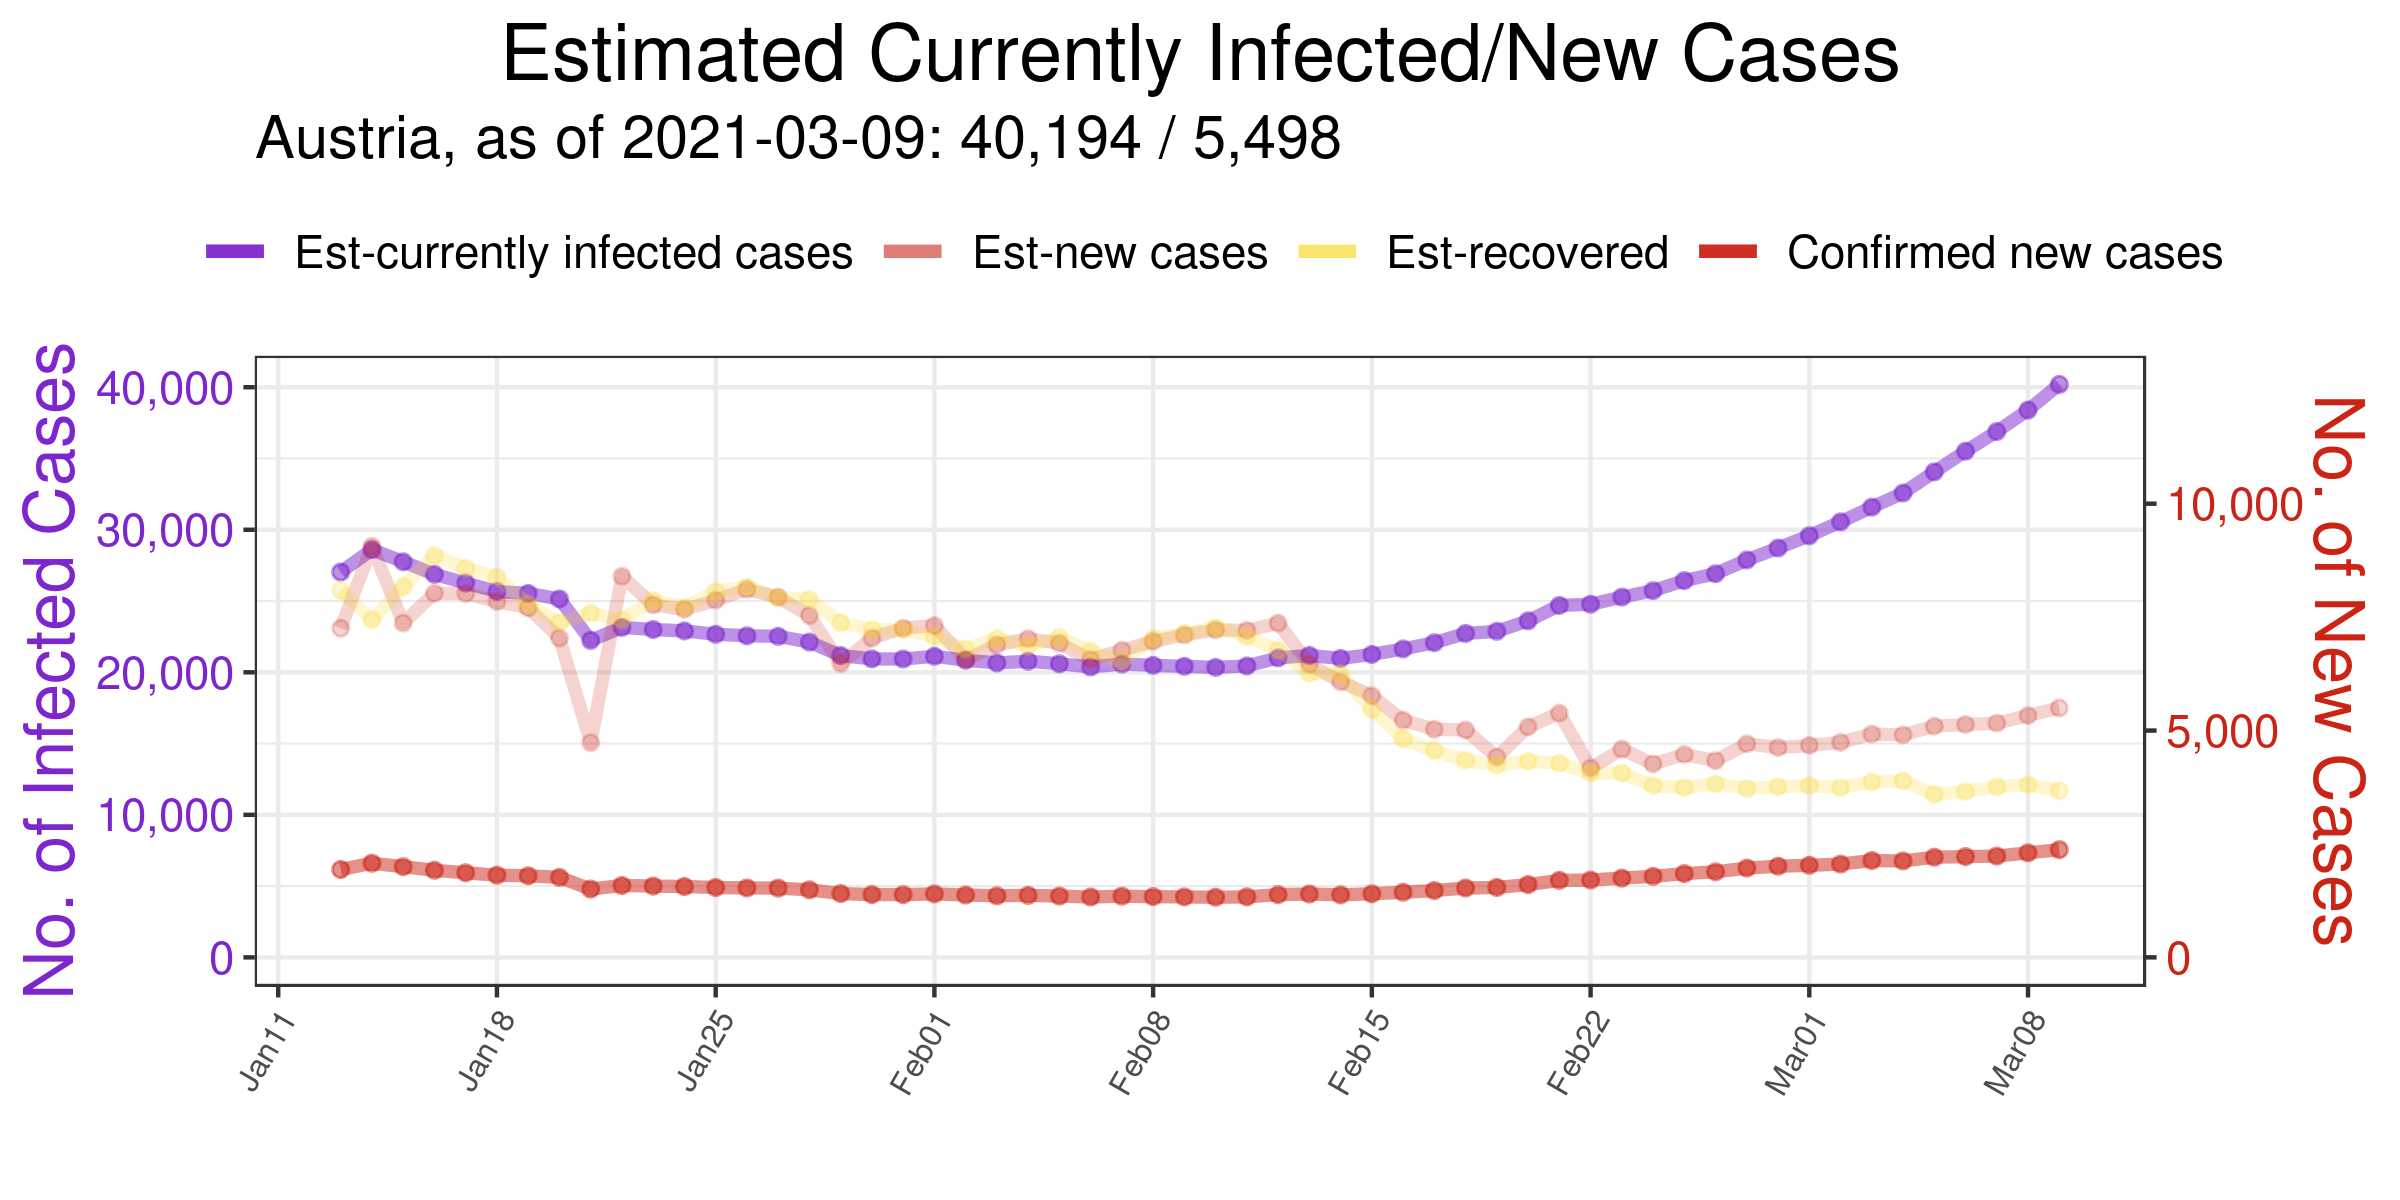 Estimated Currently Infected/New Cases
Austria, as of 2021-03-09: 40,194 / 5,498
Est-currently infected cases Est-new cases Est-recovered Confirmed new cases
No. of Infected Cases
40,000
30,000
20,000
10,000
0
10,000
5,000
0
No. of New Cases
Jan11 Jan18 Jan25 Feb01 Feb08 Feb15 Feb22 Mar01 Mar08